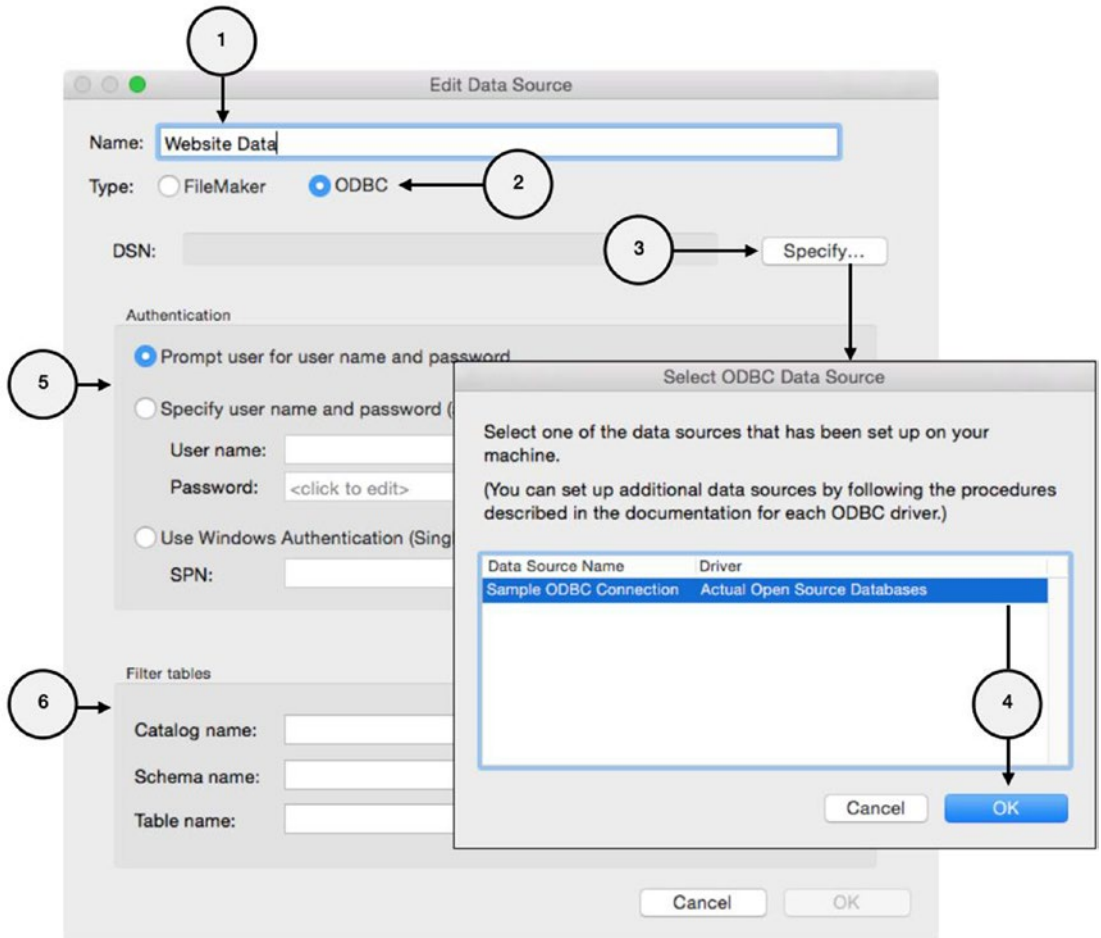 1
Edit Data Source
Name: Website Data
2
Type: FileMaker ODBC
3
DSN: Specify...
Authentication
5
Prompt user for user name and password
Select ODBC Data Source
Specify user name and password (
User name:
Password: <click to edit>
Use Windows Authentication (Sing
SPN:
Select one of the data sources that has been set up on your
machine.
(You can set up additional data sources by following the procedures
described in the documentation for each ODBC driver.)
Data Source Name Driver
Sample ODBC Connection Actual Open Source Databases
4
Cancel OK
6
Filter tables
Catalog name:
Schema name:
Table name:
Cancel OK